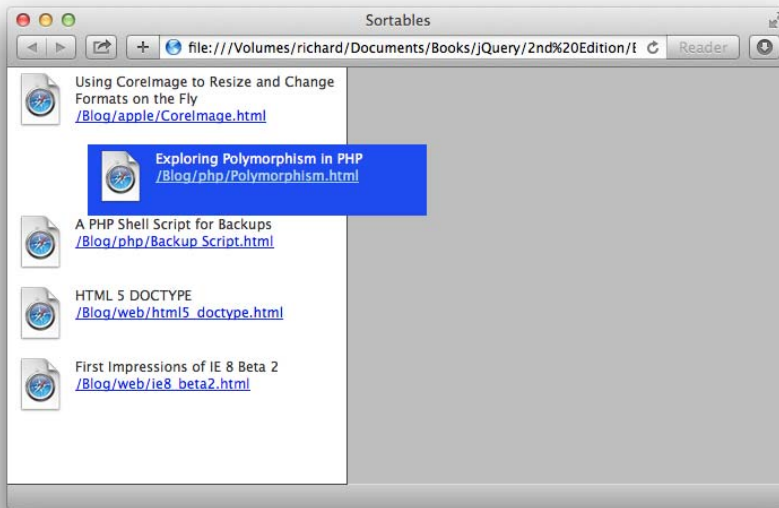 Sortables
file:///Volumes/richard/Documents/Books/jQuery/2nd%20Edition/E
Reader
Using CoreImage to Resize and Change
Formats on the Fly
/Blog/apple/CoreImage.html
Exploring Polymorphism in PHP
/Blog/php/Polymorphism.html
A PHP Shell Script for Backups
/Blog/php/Backup Script.html
HTML 5 DOCTYPE
/Blog/web/html5_doctype.html
First Impressions of IE 8 Beta 2
/Blog/web/ie8_beta2.html